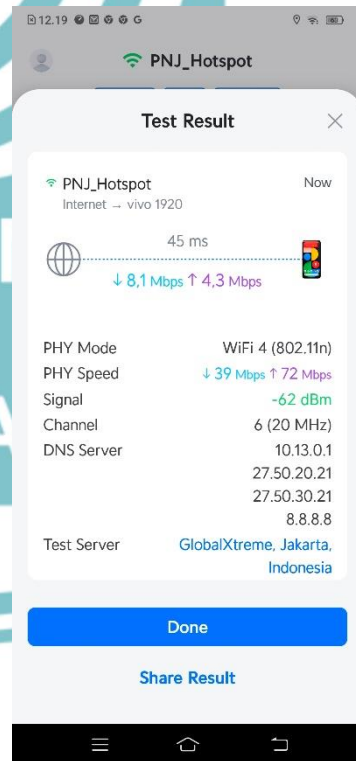 12.19 G
PNJ_Hotspot
Test Result
PNJ_Hotspot Now
Internet → vivo 1920
45 ms
↓ 8,1 Mbps ↑ 4,3 Mbps
PHY Mode WiFi 4 (802.11n)
PHY Speed ↓ 39 Mbps ↑ 72 Mbps
Signal -62 dBm
Channel 6 (20 MHz)
DNS Server 10.13.0.1
27.50.20.21
27.50.30.21
8.8.8.8
Test Server GlobalXtreme, Jakarta,
Indonesia
Done
Share Result